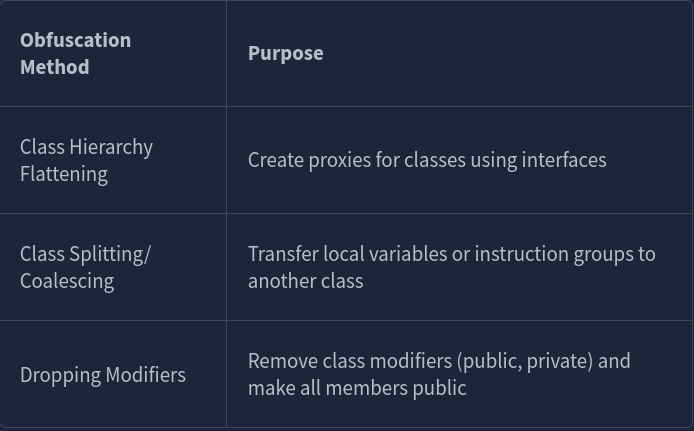 Obfuscation
Method
Purpose
Class Hierarchy
Flattening
Create proxies for classes using interfaces
Class Splitting/
Coalescing
Transfer local variables or instruction groups to
another class
Dropping Modifiers
Remove class modifiers (public, private) and
make all members public